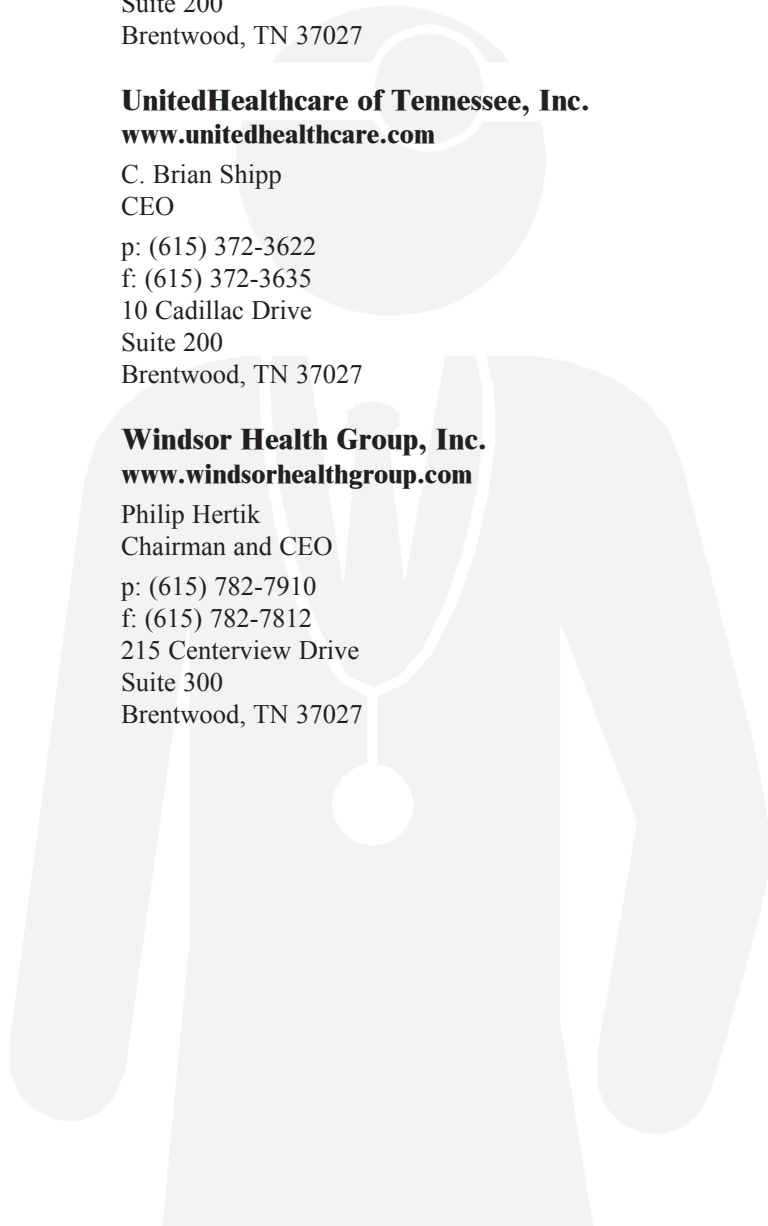 Suite 200
Brentwood, TN 37027
UnitedHealthcare of Tennessee, Inc.
www.unitedhealthcare.com
C. Brian Shipp
CEO
p: (615) 372-3622
f: (615) 372-3635
10 Cadillac Drive
Suite 200
Brentwood, TN 37027
Windsor Health Group, Inc.
www.windsorhealthgroup.com
Philip Hertik
Chairman and CEO
p: (615) 782-7910
f: (615) 782-7812
215 Centerview Drive
Suite 300
Brentwood, TN 37027